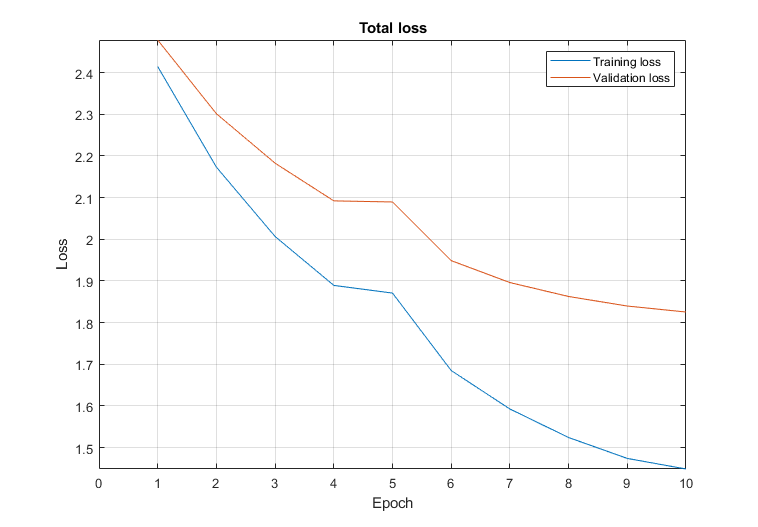 Total loss
Training loss
Validation loss
2.4
2.3
2.2
2.1
2
1.9
1.8
1.7
1.6
1.5
Loss
0 1 2 3 4 5 6 7 8 9 10
Epoch